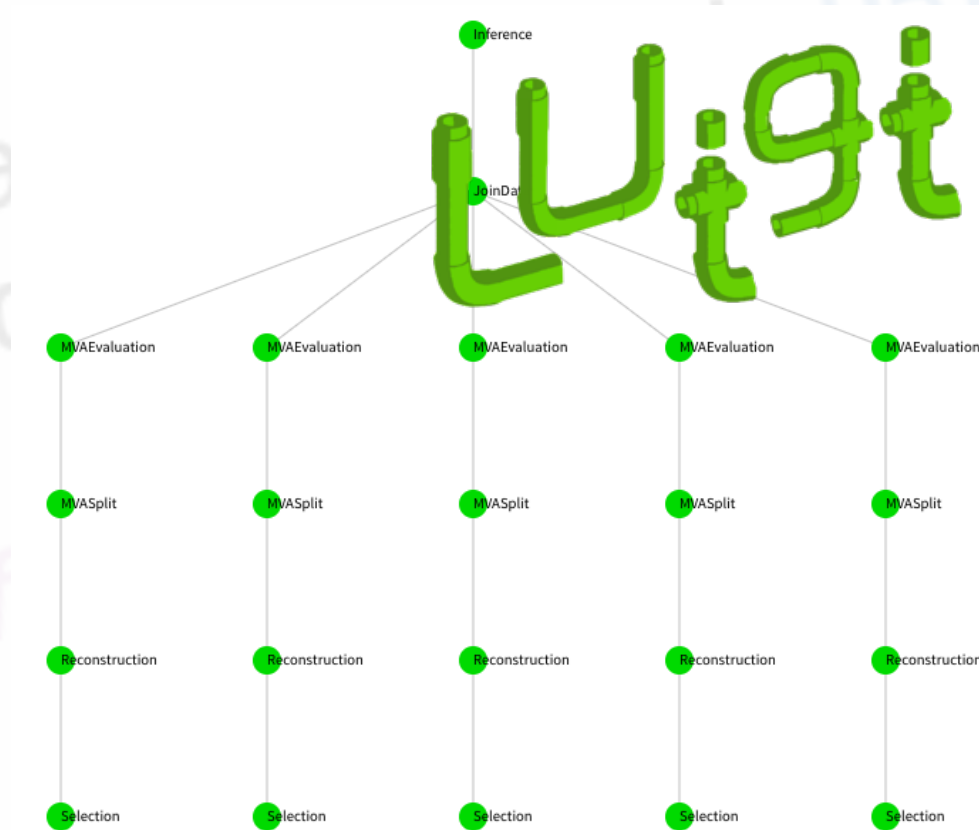 Inference
Luigi
JoinDat
MVAEvaluation MVAEvaluation MVAEvaluation MVAEvaluation MVAEvaluation
MVASplit MVASplit MVASplit MVASplit MVASplit
Reconstruction Reconstruction Reconstruction Reconstruction Reconstruction
Selection Selection Selection Selection Selection